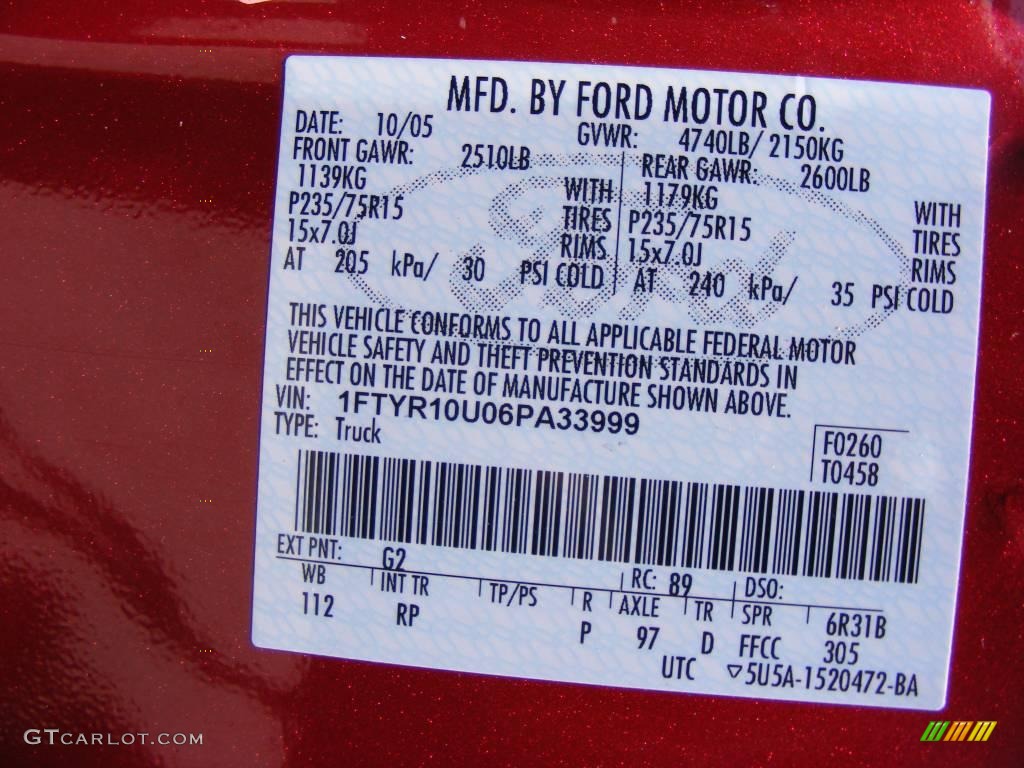 MFD. BY FORD MOTOR CO.
DATE: 10/05 GVWR: 4740LB/ 2150KG
FRONT GAWR: 2510LB REAR GAWR: 2600LB
1139KG WITH 1179KG WITH
P235/75R15 TIRES P235/75R15 TIRES
15x7.0J RIMS 15x7.0J RIMS
AT 205 kPa/ 30 PSI COLD AT 240 kPa/ 35 PSI COLD
Ford
THIS VEHICLE CONFORMS TO ALL APPLICABLE FEDERAL MOTOR
VEHICLE SAFETY AND THEFT PREVENTION STANDARDS IN
EFFECT ON THE DATE OF MANUFACTURE SHOWN ABOVE.
VIN: 1FTYR10U06PA33999
TYPE: Truck
F0260
T0458
EXT PNT: G2 RC: 89 DSO:
WB INT TR TP/PS R AXLE TR SPR 6R31B
112 RP P 97 D FFCC 305
UTC ▽5U5A-1520472-BA
GTCARLOT.COM